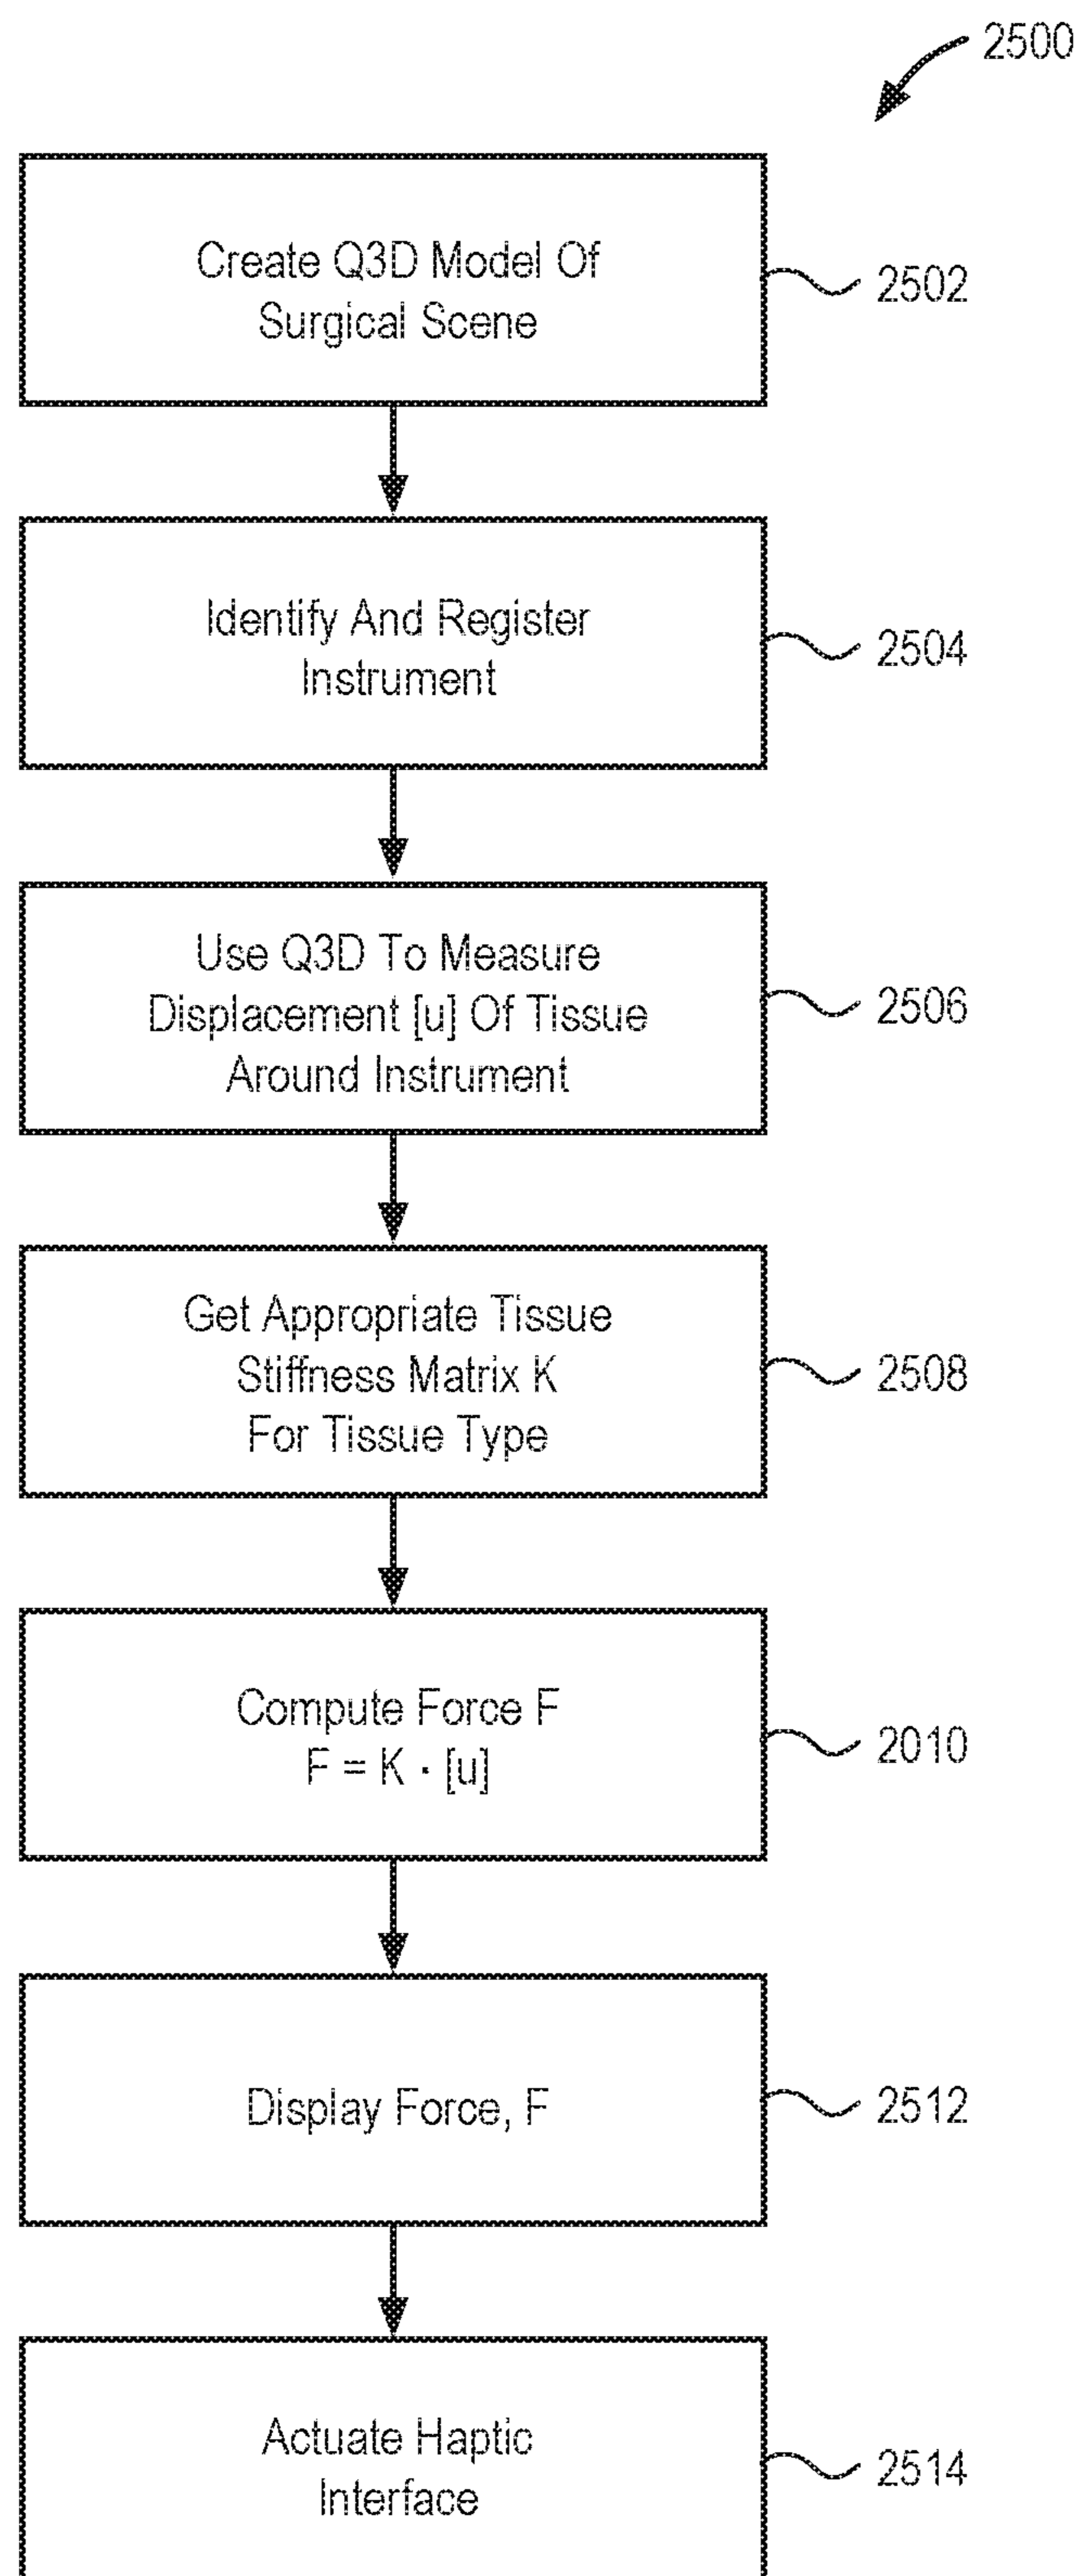 2500
Create Q3D Model Of
Surgical Scene
2502
Identify And Register
Instrument
2504
Use Q3D To Measure
Displacement [u] Of Tissue
Around Instrument
2506
Get Appropriate Tissue
Stiffness Matrix K
For Tissue Type
2508
Compute Force F
F = K · [u]
2010
Display Force, F
2512
Actuate Haptic
Interface
2514